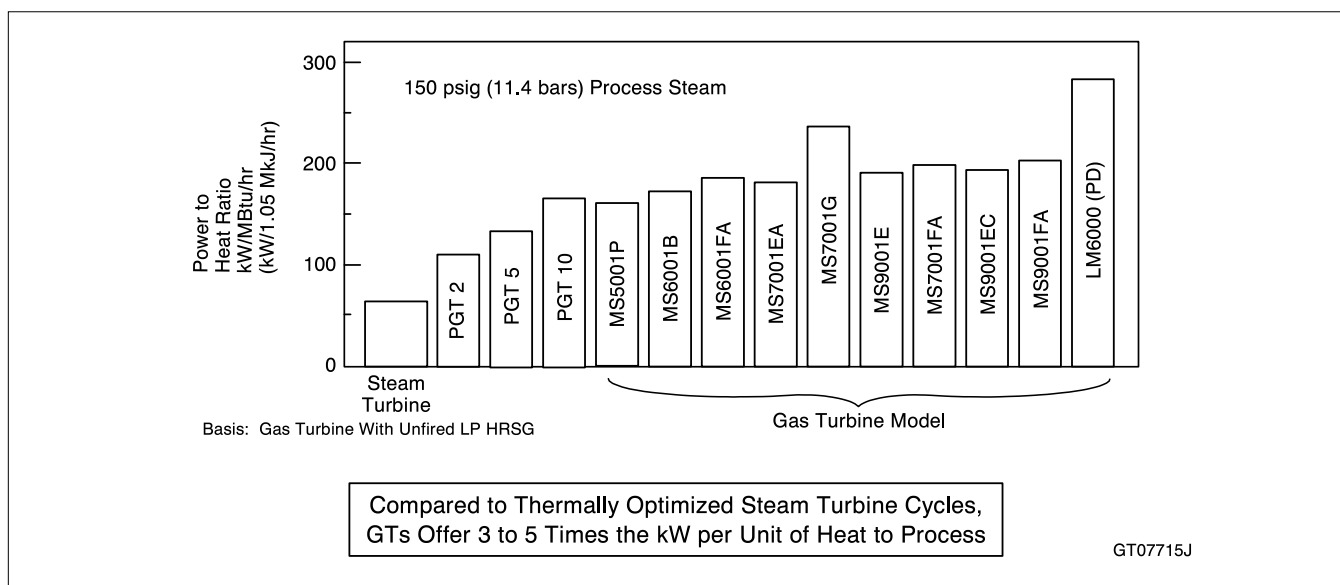 300
200
100
0
Power to
Heat Ratio
kW/MBtu/hr
(kW/1.05 MkJ/hr)
150 psig (11.4 bars) Process Steam
Steam
Turbine
PGT 2
PGT 5
PGT 10
MS5001P
MS6001B
MS6001FA
MS7001EA
MS7001G
MS9001E
MS7001FA
MS9001EC
MS9001FA
LM6000 (PD)
Gas Turbine Model
Basis: Gas Turbine With Unfired LP HRSG
Compared to Thermally Optimized Steam Turbine Cycles,
GTs Offer 3 to 5 Times the kW per Unit of Heat to Process
GT07715J